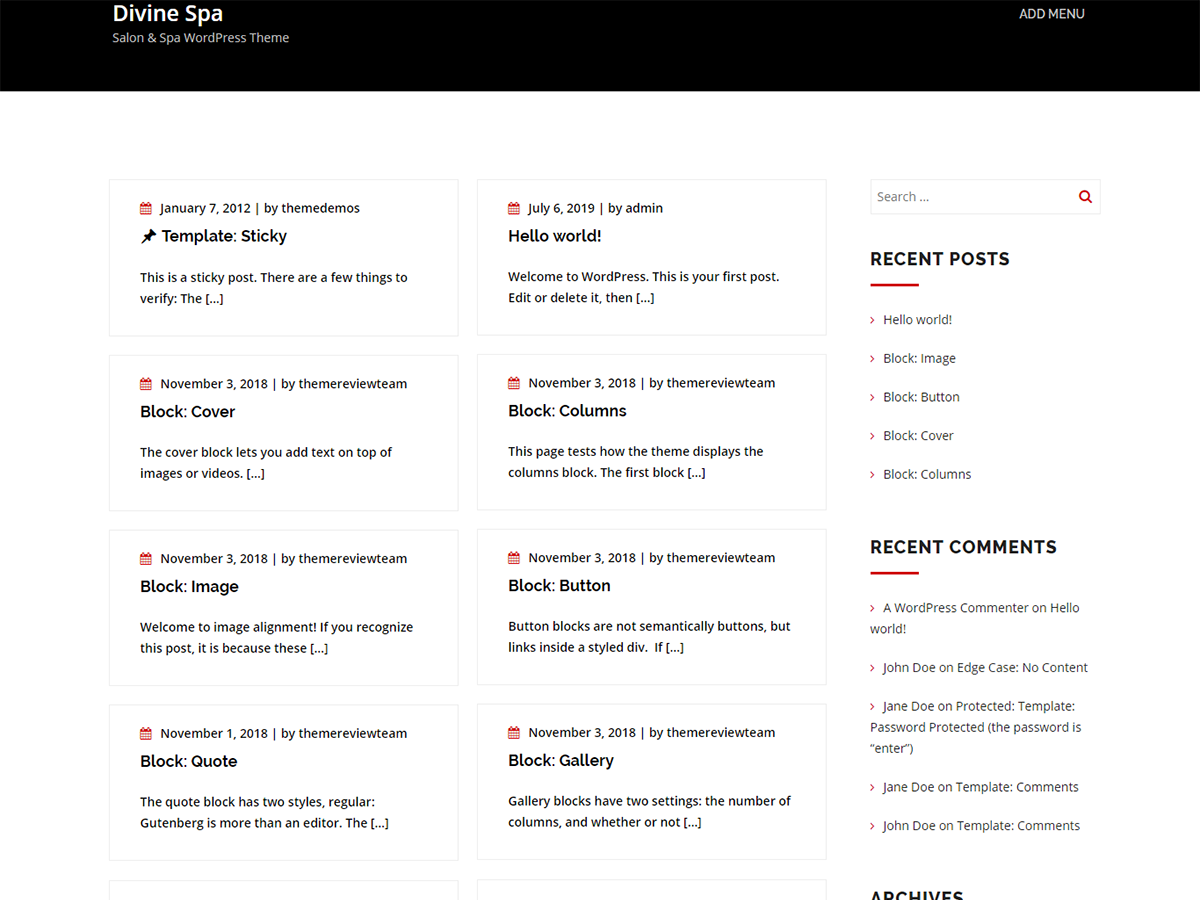 Divine Spa
Salon & Spa WordPress Theme
ADD MENU
January 7, 2012 | by themedemos
Template: Sticky
This is a sticky post. There are a few things to
verify: The [...]
July 6, 2019 | by admin
Hello world!
Welcome to WordPress. This is your first post.
Edit or delete it, then [...]
November 3, 2018 | by themereviewteam
Block: Cover
The cover block lets you add text on top of
images or videos. [...]
November 3, 2018 | by themereviewteam
Block: Columns
This page tests how the theme displays the
columns block. The first block [...]
November 3, 2018 | by themereviewteam
Block: Image
Welcome to image alignment! If you recognize
this post, it is because these [...]
November 3, 2018 | by themereviewteam
Block: Button
Button blocks are not semantically buttons, but
links inside a styled div.  If [...]
November 1, 2018 | by themereviewteam
Block: Quote
The quote block has two styles, regular:
Gutenberg is more than an editor. The [...]
November 3, 2018 | by themereviewteam
Block: Gallery
Gallery blocks have two settings: the number of
columns, and whether or not [...]
Search ...
RECENT POSTS
Hello world!
Block: Image
Block: Button
Block: Cover
Block: Columns
RECENT COMMENTS
A WordPress Commenter on Hello
world!
John Doe on Edge Case: No Content
Jane Doe on Protected: Template:
Password Protected (the password is
“enter”)
Jane Doe on Template: Comments
John Doe on Template: Comments
ARCHIVES